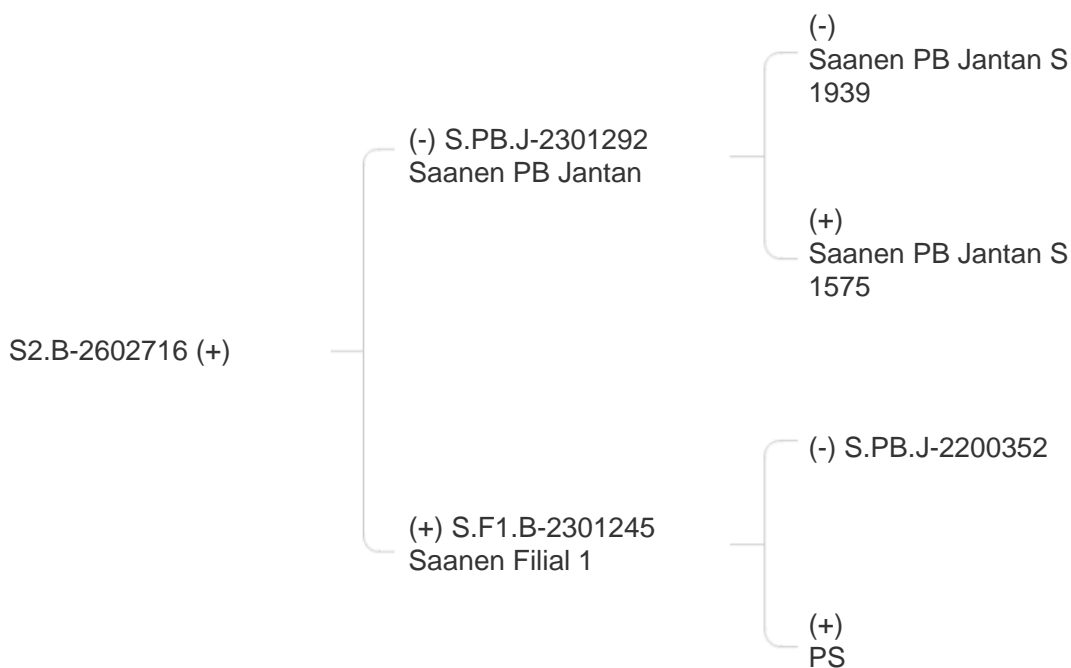 (-)
Saanen PB Jantan S
1939
(-) S.PB.J-2301292
Saanen PB Jantan
(+)
Saanen PB Jantan S
1575
S2.B-2602716 (+)
(-) S.PB.J-2200352
(+) S.F1.B-2301245
Saanen Filial 1
(+)
PS